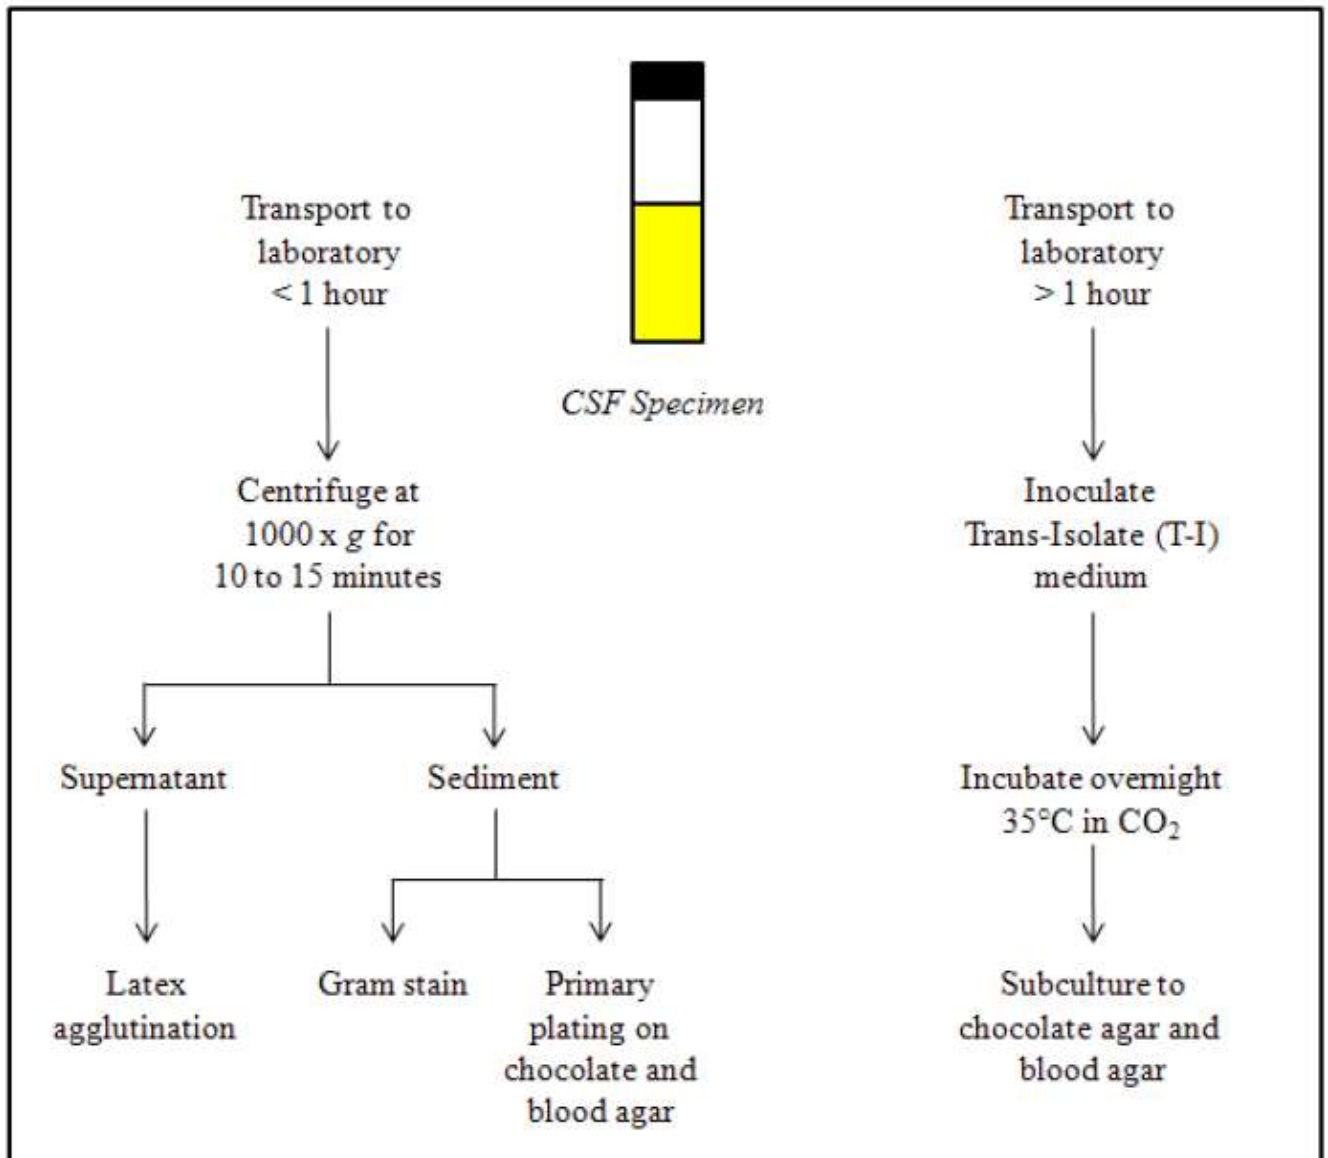 Transport to
laboratory
< 1 hour
Centrifuge at
1000 x g for
10 to 15 minutes
Supernatant
Latex
agglutination
Sediment
Gram stain
Primary
plating on
chocolate and
blood agar
CSF Specimen
Transport to
laboratory
> 1 hour
Inoculate
Trans-Isolate (T-I)
medium
Incubate overnight
35°C in CO₂
Subculture to
chocolate agar and
blood agar